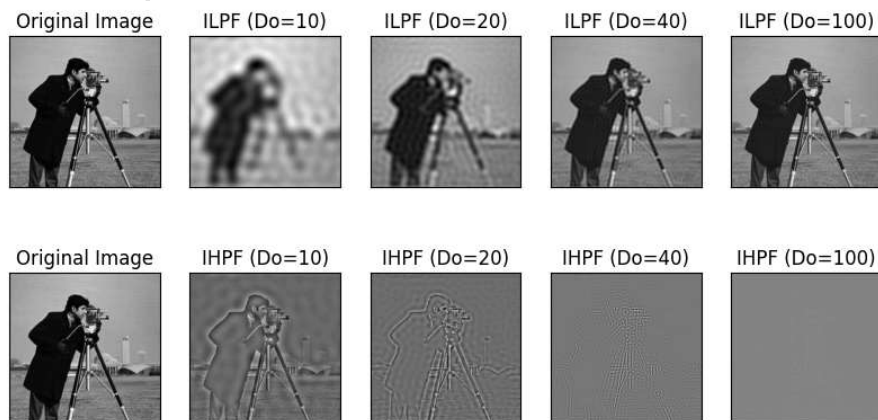 Original Image ILPF (Do=10) ILPF (Do=20) ILPF (Do=40) ILPF (Do=100)
Original Image IHPF (Do=10) IHPF (Do=20) IHPF (Do=40) IHPF (Do=100)